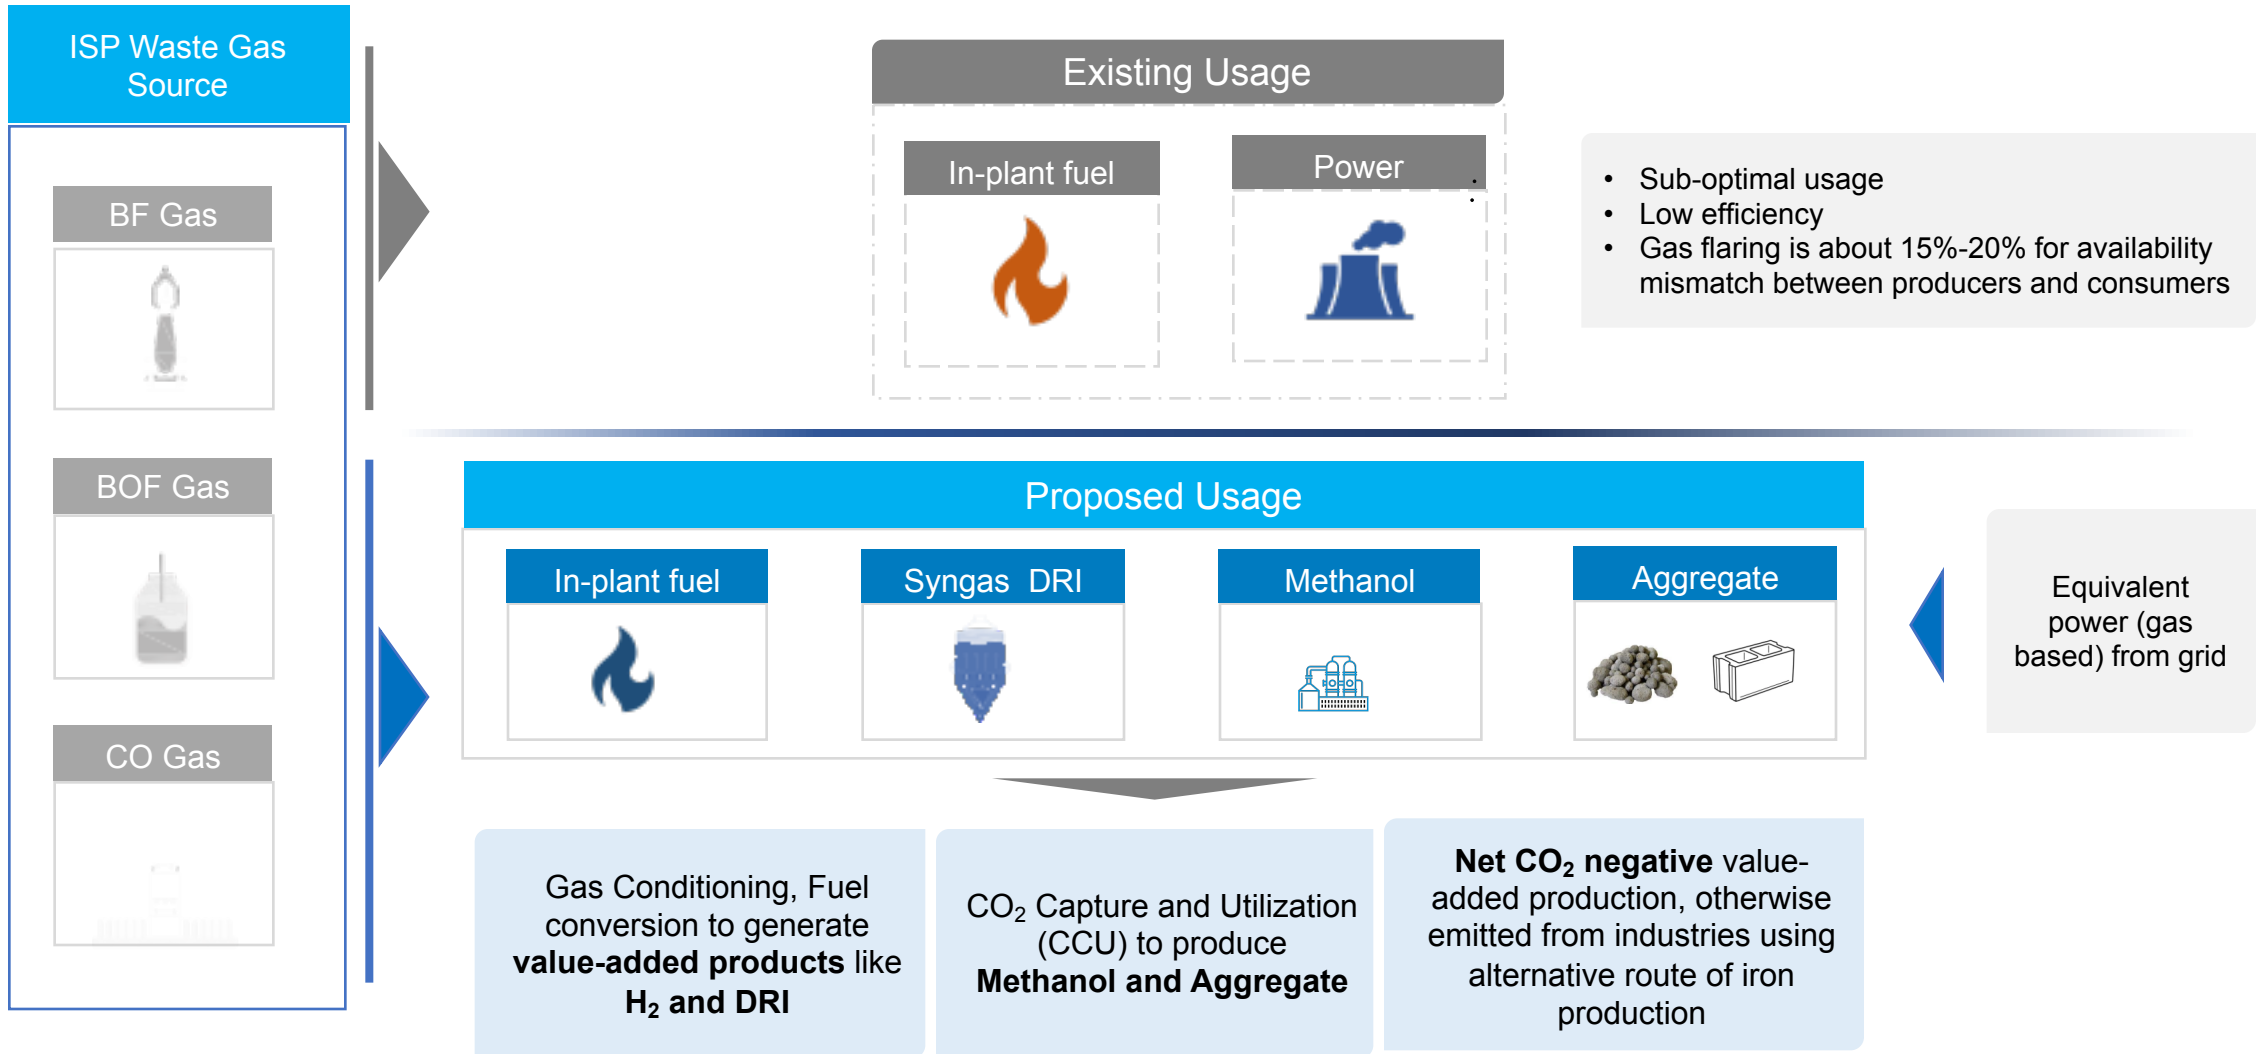 ISP Waste Gas
Source
BF Gas
BOF Gas
CO Gas
Existing Usage
In-plant fuel
Power
• Sub-optimal usage
• Low efficiency
• Gas flaring is about 15%-20% for availability
mismatch between producers and consumers
Proposed Usage
In-plant fuel
Syngas DRI
Methanol
Aggregate
Equivalent
power (gas
based) from grid
Gas Conditioning, Fuel
conversion to generate
value-added products like
H₂ and DRI
CO₂ Capture and Utilization
(CCU) to produce
Methanol and Aggregate
Net CO₂ negative value-
added production, otherwise
emitted from industries using
alternative route of iron
production